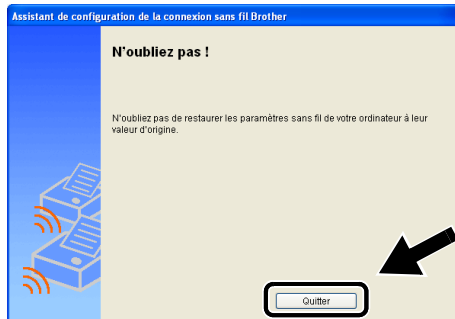 Assistant de configuration de la connexion sans fil Brother
N'oubliez pas !
N'oubliez pas de restaurer les paramètres sans fil de votre ordinateur à leur
valeur d'origine.
Quitter